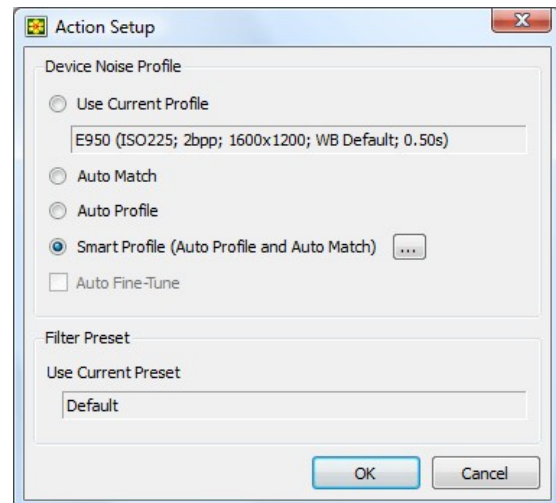 Action Setup
Device Noise Profile
Use Current Profile
E950 (ISO225; 2bpp; 1600x1200; WB Default; 0.50s)
Auto Match
Auto Profile
Smart Profile (Auto Profile and Auto Match) ...
Auto Fine-Tune
Filter Preset
Use Current Preset
Default
OK Cancel